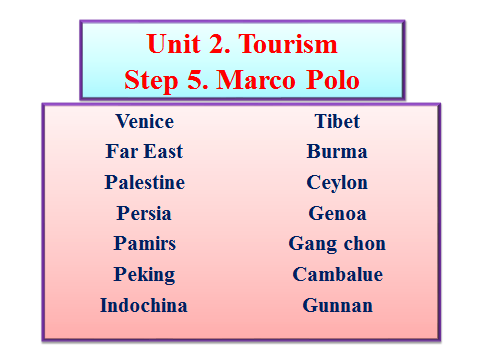 Unit 2. Tourism
Step 5. Marco Polo
Venice Tibet
Far East Burma
Palestine Ceylon
Persia Genoa
Pamirs Gang chon
Peking Cambalue
Indochina Gunnan